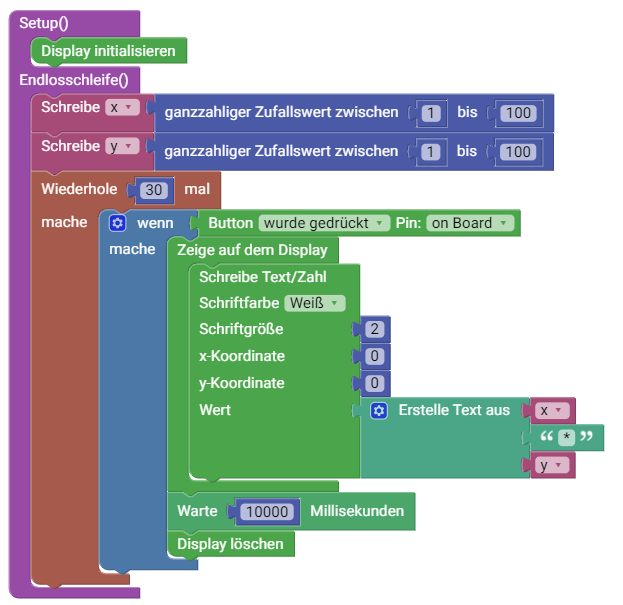 Setup()
Display initialisieren
Endlosschleife()
Schreibe x ganzzahliger Zufallswert zwischen 1 bis 100
Schreibe y ganzzahliger Zufallswert zwischen 1 bis 100
Wiederhole 30 mal
mache wenn Button wurde gedrückt Pin: on Board
mache Zeige auf dem Display
Schreibe Text/Zahl
Schriftfarbe Weiß
Schriftgröße 2
x-Koordinate 0
y-Koordinate 0
Wert Erstelle Text aus x
“ * ”
y
Warte 10000 Millisekunden
Display löschen